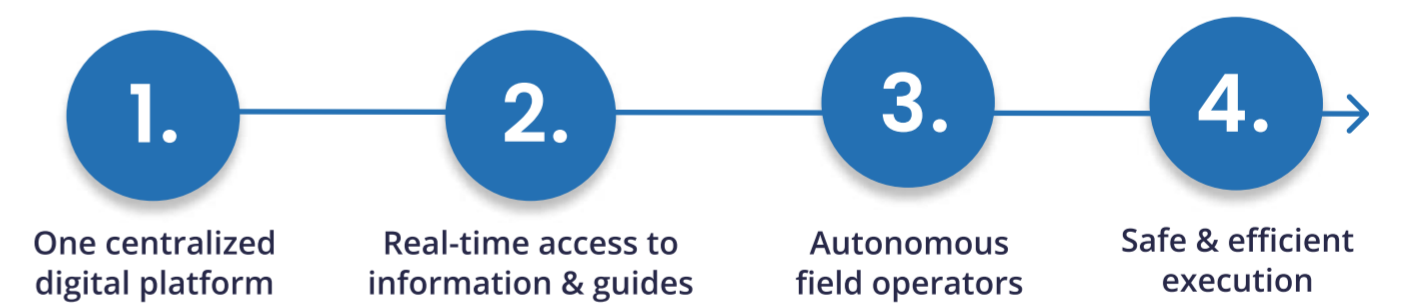 1.
One centralized
digital platform
2.
Real-time access to
information & guides
3.
Autonomous
field operators
4.
Safe & efficient
execution